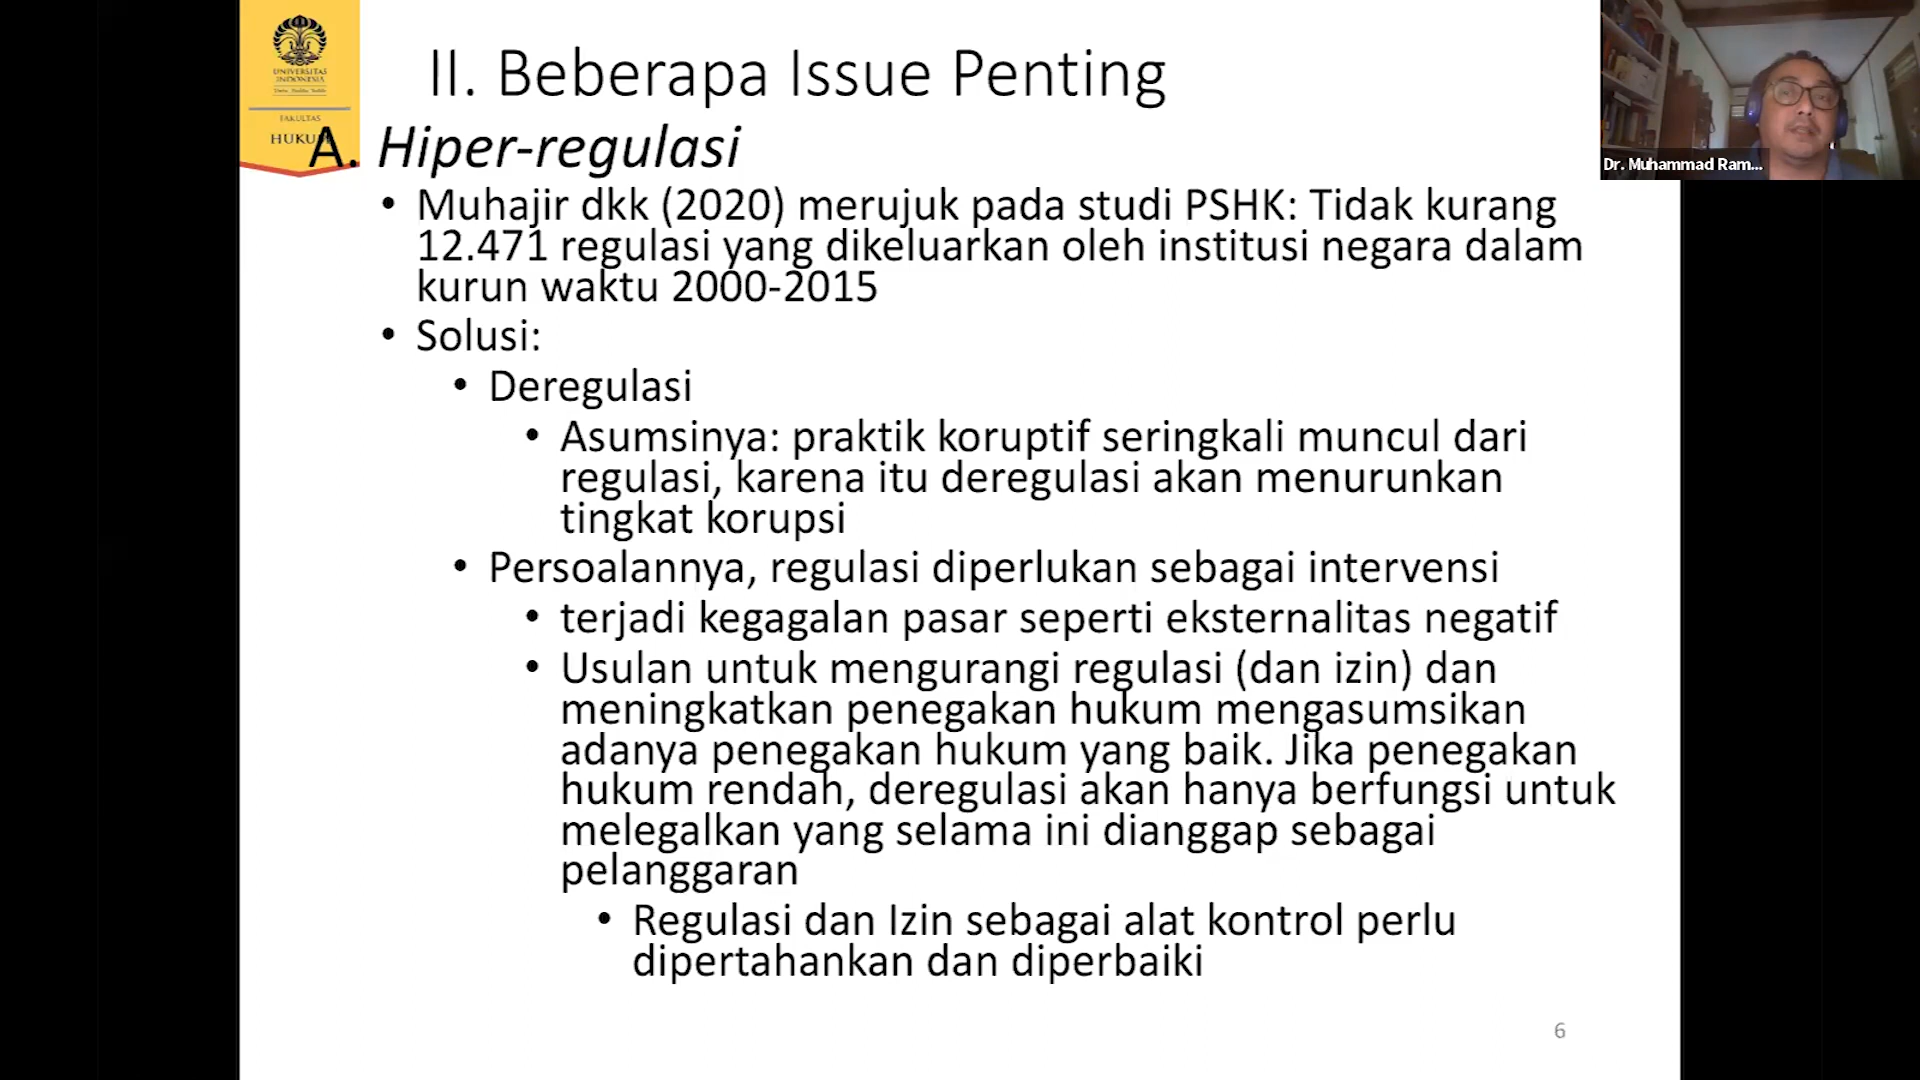 UNIVERSITAS
INDONESIA
FAKULTAS
HUKUM
II. Beberapa Issue Penting
A. Hiper-regulasi
• Muhajir dkk (2020) merujuk pada studi PSHK: Tidak kurang
12.471 regulasi yang dikeluarkan oleh institusi negara dalam
kurun waktu 2000-2015
• Solusi:
• Deregulasi
• Asumsinya: praktik koruptif seringkali muncul dari
regulasi, karena itu deregulasi akan menurunkan
tingkat korupsi
• Persoalannya, regulasi diperlukan sebagai intervensi
• terjadi kegagalan pasar seperti eksternalitas negatif
• Usulan untuk mengurangi regulasi (dan izin) dan
meningkatkan penegakan hukum mengasumsikan
adanya penegakan hukum yang baik. Jika penegakan
hukum rendah, deregulasi akan hanya berfungsi untuk
melegalkan yang selama ini dianggap sebagai
pelanggaran
• Regulasi dan Izin sebagai alat kontrol perlu
dipertahankan dan diperbaiki
6
Dr. Muhammad Ram...